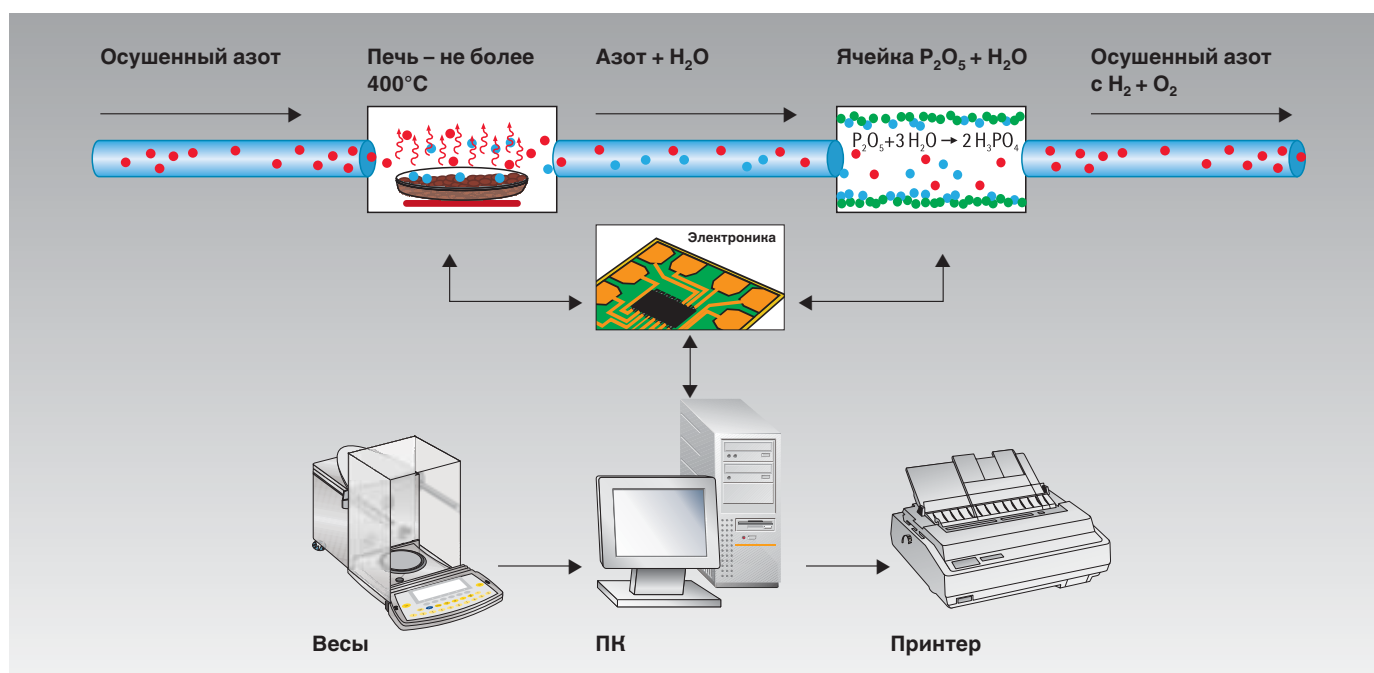 Осушенный азот
Печь – не более
400°C
Азот + H₂O
Ячейка P₂O₅ + H₂O
Осушенный азот
с H₂ + O₂
P₂O₅+3 H₂O → 2 H₃PO₄
Электроника
Весы
ПК
Принтер